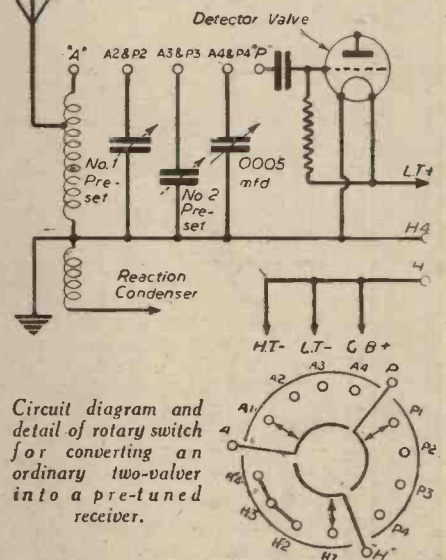 Detector Valve
"A" A2&P2 A3&P3 A4&P4 "P"
No.1 Pre-set
No 2 Pre-set
·0005 mfd
L.T+
H4
Reaction Condenser
H
H.T- L.T- G B +
A A1 A2 A3 A4 P P1 P2 P3 P4 H H1 H2 H3 H4
Circuit diagram and
detail of rotary switch
for converting an
ordinary two-valver
into a pre-tuned
receiver.